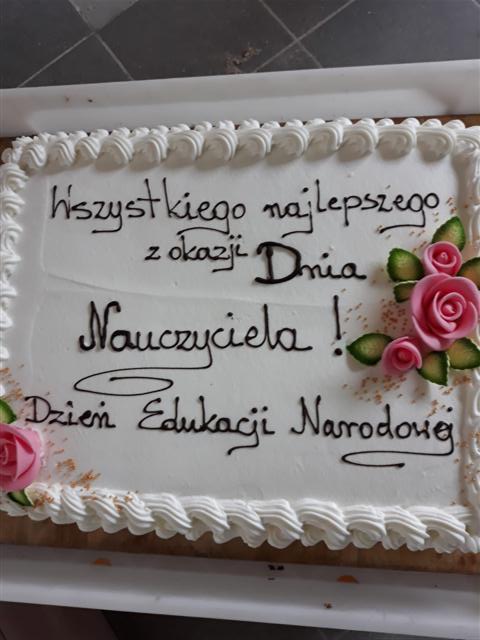 Wszystkiego najlepszego
z okazji Dnia
Nauczyciela !
Dzień Edukacji Narodowej